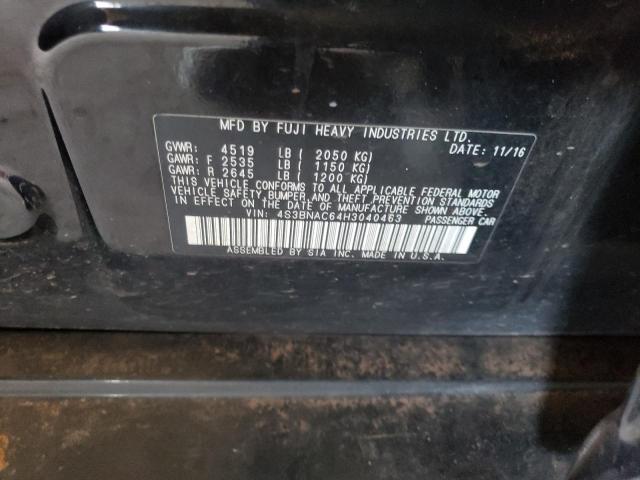 MFD BY FUJI HEAVY INDUSTRIES LTD.
GVWR: 4519 LB ( 2050 KG) DATE: 11/16
GAWR: F 2535 LB ( 1150 KG)
GAWR: R 2645 LB ( 1200 KG)
THIS VEHICLE CONFORMS TO ALL APPLICABLE FEDERAL MOTOR
VEHICLE SAFETY, BUMPER, AND THEFT PREVENTION STANDARDS
IN EFFECT ON THE DATE OF MANUFACTURE SHOWN ABOVE.
VIN: 4S3BNAC64H3040463 PASSENGER CAR
ASSEMBLED BY SIA INC. MADE IN U.S.A.